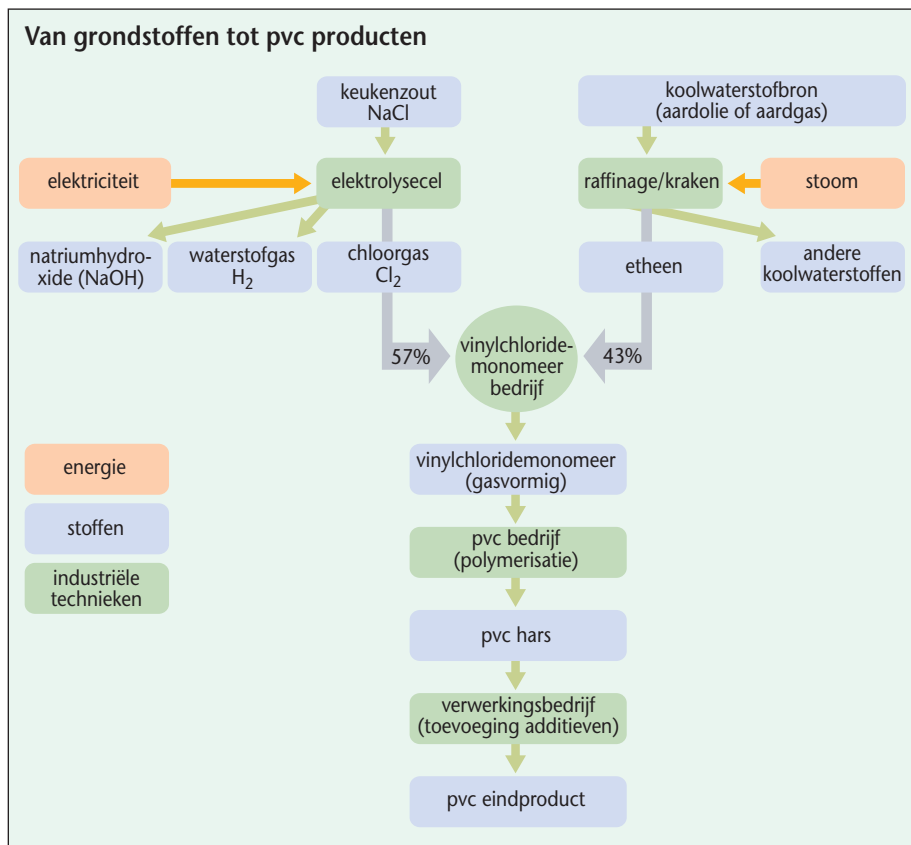 Van grondstoffen tot pvc producten
keukenzout
NaCl
koolwaterstofbron
(aardolie of aardgas)
elektriciteit
elektrolysecel
raffinage/kraken
stoom
natriumhydro-
xide (NaOH)
waterstofgas
H₂
chloorgas
Cl₂
etheen
andere
koolwaterstoffen
57%
vinylchloride-
monomeer
bedrijf
43%
vinylchloridemonomeer
(gasvormig)
energie
stoffen
industriële
technieken
pvc bedrijf
(polymerisatie)
pvc hars
verwerkingsbedrijf
(toevoeging additieven)
pvc eindproduct